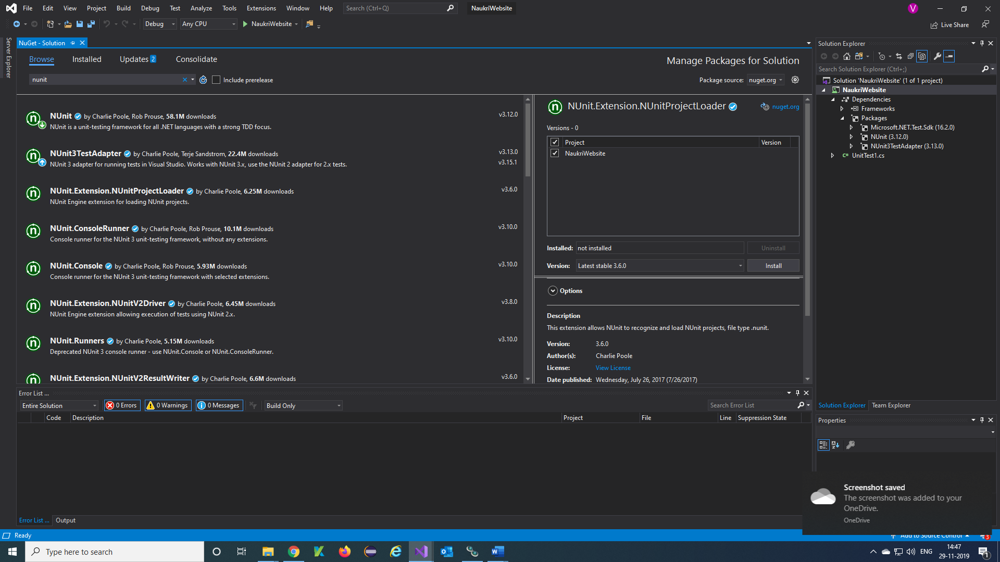 File Edit View Project Build Debug Test Analyze Tools Extensions Window Help Search (Ctrl+Q) NaukriWebsite V
Debug Any CPU NaukriWebsite Live Share
Server Explorer
NuGet - Solution
Browse Installed Updates 2 Consolidate Manage Packages for Solution
nunit Include prerelease Package source: nuget.org
NUnit by Charlie Poole, Rob Prouse, 58.1M downloads v3.12.0
NUnit is a unit-testing framework for all .NET languages with a strong TDD focus.
NUnit3TestAdapter by Charlie Poole, Terje Sandstrom, 22.4M downloads v3.13.0
NUnit 3 adapter for running tests in Visual Studio. Works with NUnit 3.x, use the NUnit 2 adapter for 2.x tests. v3.15.1
NUnit.Extension.NUnitProjectLoader by Charlie Poole, 6.25M downloads v3.6.0
NUnit Engine extension for loading NUnit projects.
NUnit.ConsoleRunner by Charlie Poole, Rob Prouse, 10.1M downloads v3.10.0
Console runner for the NUnit 3 unit-testing framework, without any extensions.
NUnit.Console by Charlie Poole, Rob Prouse, 5.93M downloads v3.10.0
Console runner for the NUnit 3 unit-testing framework with selected extensions.
NUnit.Extension.NUnitV2Driver by Charlie Poole, 6.45M downloads v3.8.0
NUnit Engine extension allowing execution of tests using NUnit 2.x.
NUnit.Runners by Charlie Poole, 5.15M downloads v3.10.0
Deprecated NUnit 3 console runner - use NUnit.Console or NUnit.ConsoleRunner.
NUnit.Extension.NUnitV2ResultWriter by Charlie Poole, 6.6M downloads v3.6.0
NUnit.Extension.NUnitProjectLoader nuget.org
Versions - 0
Project Version
NaukriWebsite
Installed: not installed Uninstall
Version: Latest stable 3.6.0 Install
Options
Description
This extension allows NUnit to recognize and load NUnit projects, file type .nunit.
Version: 3.6.0
Author(s): Charlie Poole
License: View License
Date published: Wednesday, July 26, 2017 (7/26/2017)
Solution Explorer
Search Solution Explorer (Ctrl+;)
Solution 'NaukriWebsite' (1 of 1 project)
NaukriWebsite
Dependencies
Frameworks
Packages
Microsoft.NET.Test.Sdk (16.2.0)
NUnit (3.12.0)
NUnit3TestAdapter (3.13.0)
C# UnitTest1.cs
Solution Explorer Team Explorer
Properties
Error List ...
Entire Solution 0 Errors 0 Warnings 0 Messages Build Only Search Error List
Code Description Project File Line Suppression State
Error List ... Output
Screenshot saved
The screenshot was added to your
OneDrive.
OneDrive
Ready Add to Source Control 3
Type here to search ENG 14:47
29-11-2019 1